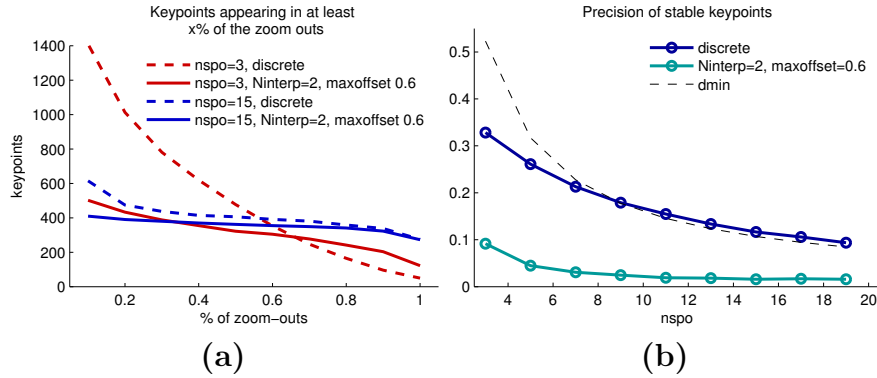 Keypoints appearing in at least
x% of the zoom outs
1400
1200
1000
800
600
400
200
0
keypoints
nspo=3, discrete
nspo=3, Ninterp=2, maxoffset 0.6
nspo=15, discrete
nspo=15, Ninterp=2, maxoffset 0.6
0.2 0.4 0.6 0.8 1
% of zoom-outs
(a)
Precision of stable keypoints
0.5
0.4
0.3
0.2
0.1
0
discrete
Ninterp=2, maxoffset=0.6
dmin
4 6 8 10 12 14 16 18 20
nspo
(b)